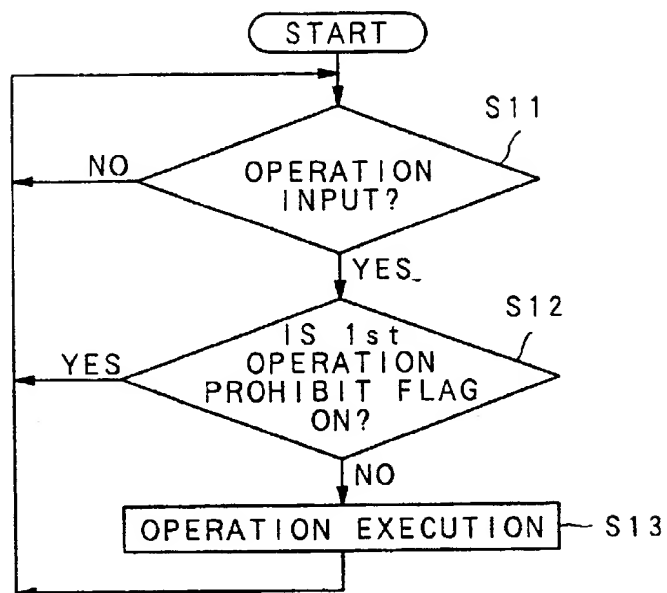 START
S11
NO
OPERATION
INPUT?
YES
S12
IS 1st
YES
OPERATION
PROHIBIT FLAG
ON?
NO
OPERATION EXECUTION
S13